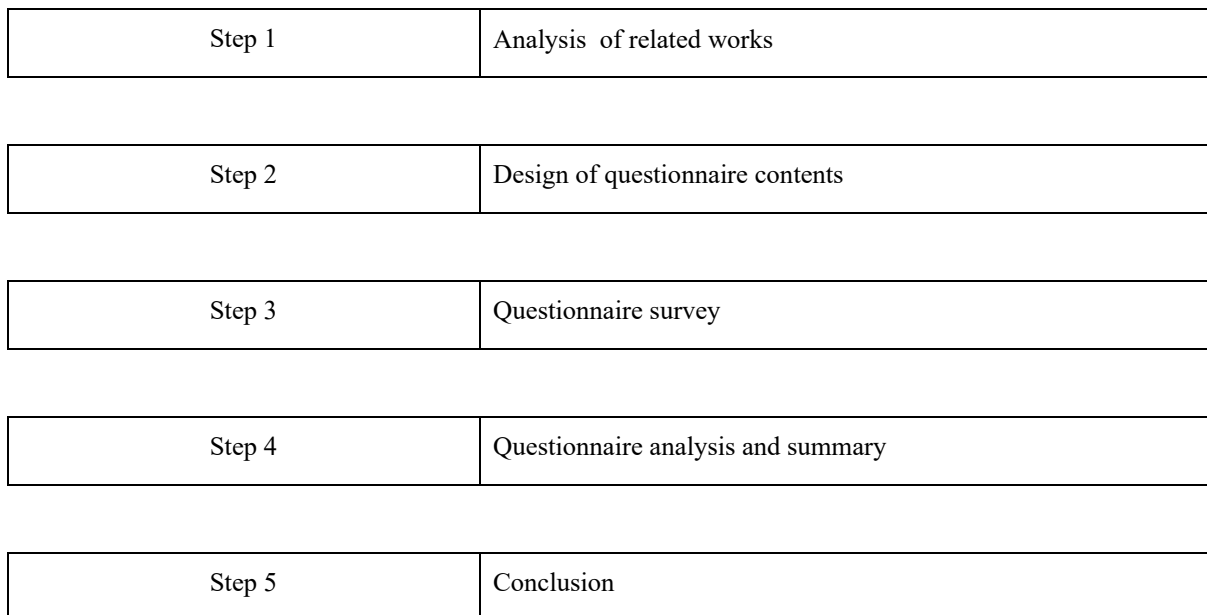 Step 1 Analysis of related works
Step 2 Design of questionnaire contents
Step 3 Questionnaire survey
Step 4 Questionnaire analysis and summary
Step 5 Conclusion